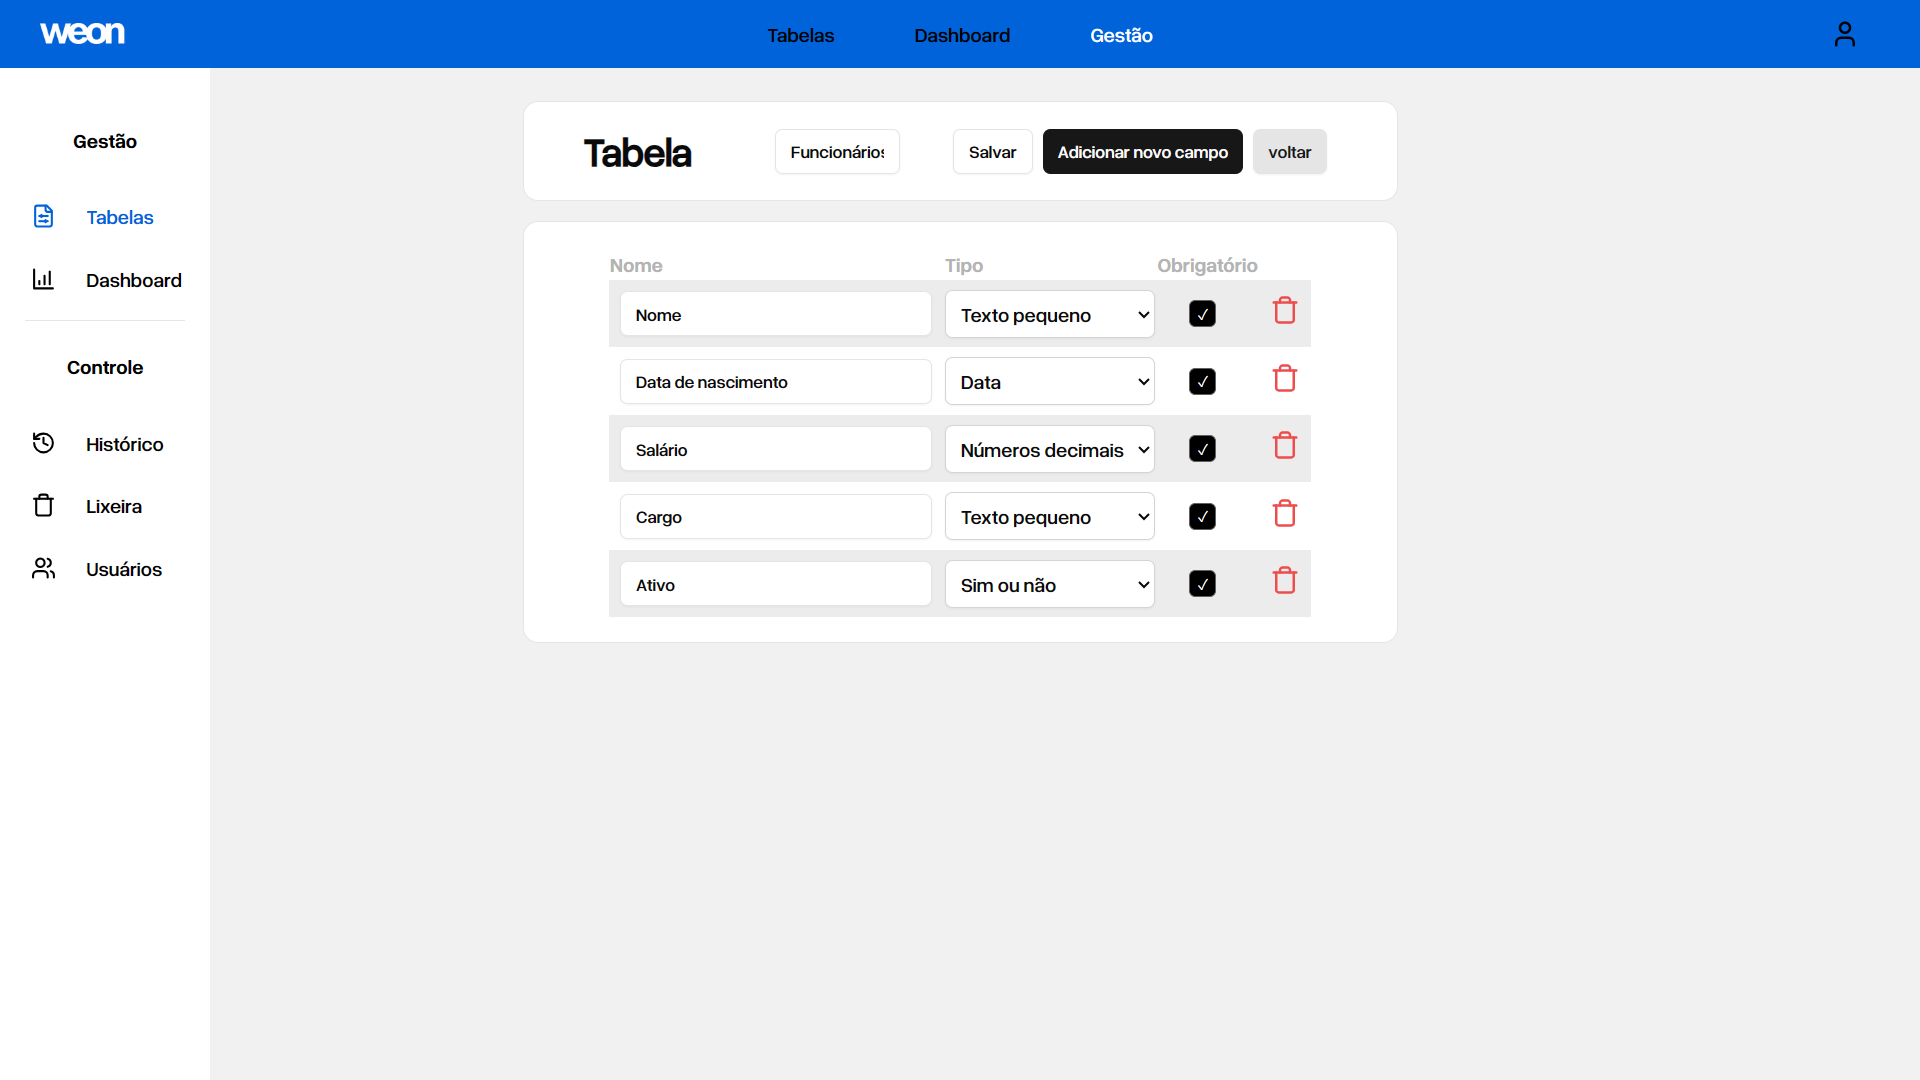 weon
Tabelas
Dashboard
Gestão
Gestão
Tabelas
Dashboard
Controle
Histórico
Lixeira
Usuários
Tabela
Funcionários
Salvar
Adicionar novo campo
voltar
Nome Tipo Obrigatório
Nome Texto pequeno ✓
Data de nascimento Data ✓
Salário Números decimais ✓
Cargo Texto pequeno ✓
Ativo Sim ou não ✓